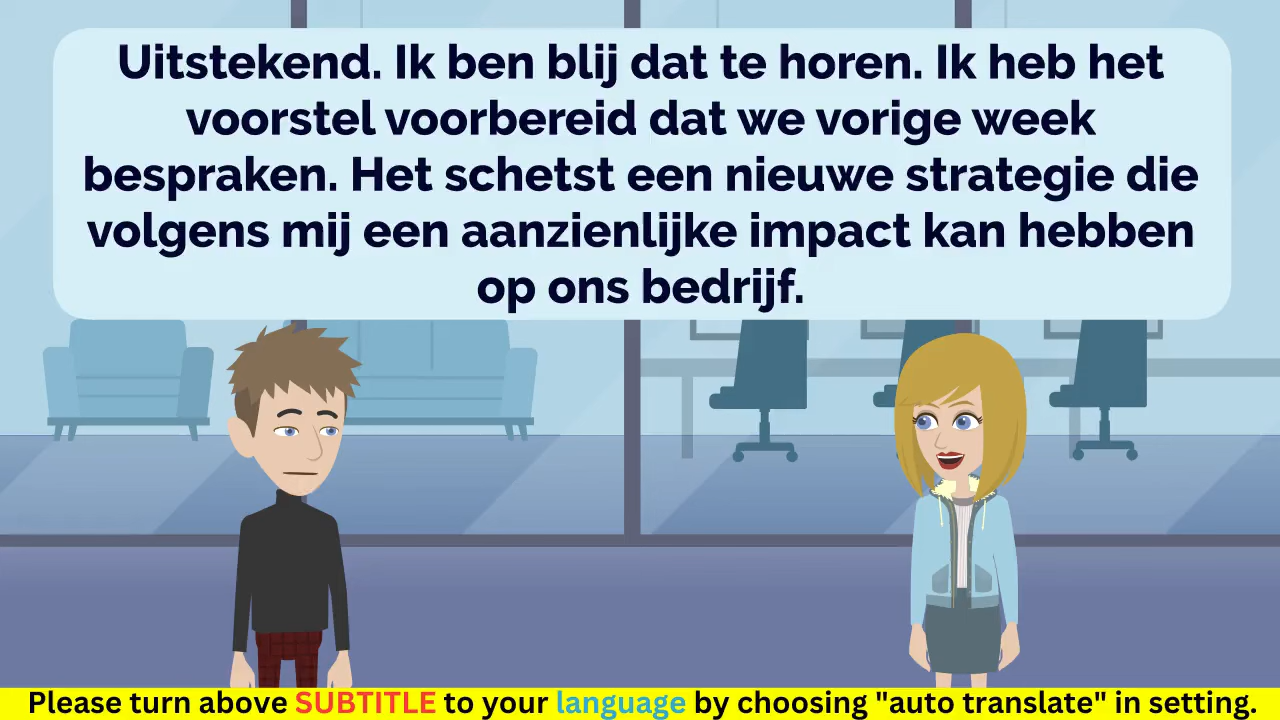 Uitstekend. Ik ben blij dat te horen. Ik heb het
voorstel voorbereid dat we vorige week
bespraken. Het schetst een nieuwe strategie die
volgens mij een aanzienlijke impact kan hebben
op ons bedrijf.
Please turn above SUBTITLE to your language by choosing "auto translate" in setting.